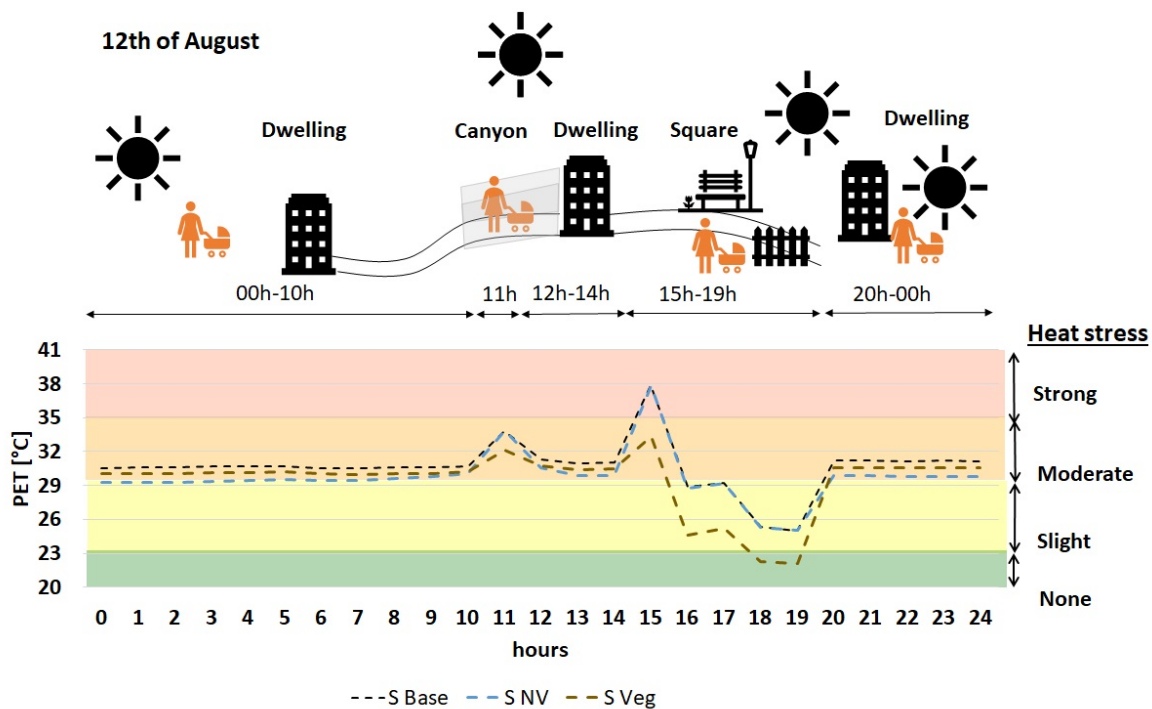 12th of August
Dwelling
Canyon
Dwelling
Square
Dwelling
00h-10h
11h
12h-14h
15h-19h
20h-00h
Heat stress
41
38
35
32
29
26
23
20
PET [°C]
Strong
Moderate
Slight
None
0 1 2 3 4 5 6 7 8 9 10 11 12 13 14 15 16 17 18 19 20 21 22 23 24
hours
S Base S NV S Veg